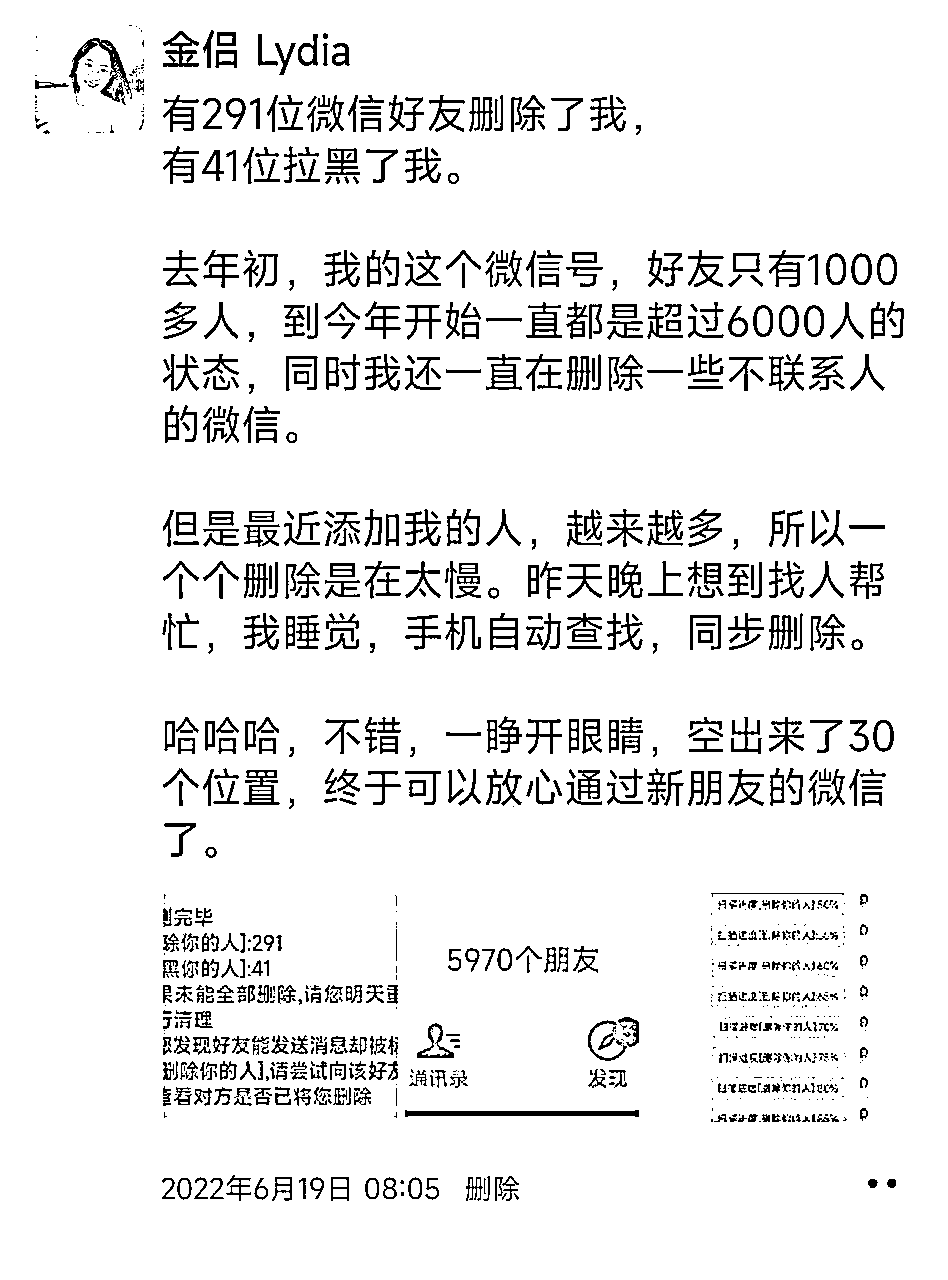 金侣 Lydia
有291位微信好友删除了我，
有41位拉黑了我。
去年初，我的这个微信号，好友只有1000
多人，到今年开始一直都是超过6000人的
状态，同时我还一直在删除一些不联系人
的微信。
但是最近添加我的人，越来越多，所以一
个个删除是在太慢。昨天晚上想到找人帮
忙，我睡觉，手机自动查找，同步删除。
哈哈哈，不错，一睁开眼睛，空出来了30
个位置，终于可以放心通过新朋友的微信
了。
完毕
除你的人]:291
黑你的人]:41
未能全部删除,请您明天重
行清理
发现好友能发送消息却被
删除你的人],请尝试向该好友
查看对方是否已将您删除
5970个朋友
通讯录
发现
2022年6月19日 08:05 删除